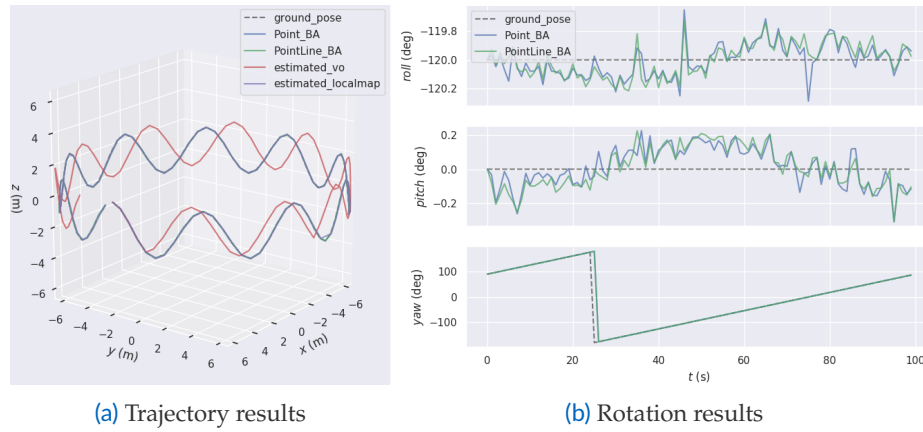 ground_pose
Point_BA
PointLine_BA
estimated_vo
estimated_localmap
6
4
2
0
−2
−4
−6
z (m)
−6
−4
−2
0
2
4
6
y (m)
6
4
2
0
−2
−4
−6
x (m)
(a) Trajectory results
ground_pose
Point_BA
PointLine_BA
−119.8
−120.0
−120.2
roll (deg)
0.2
0.0
−0.2
pitch (deg)
100
0
−100
yaw (deg)
0 20 40 60 80 100
t (s)
(b) Rotation results